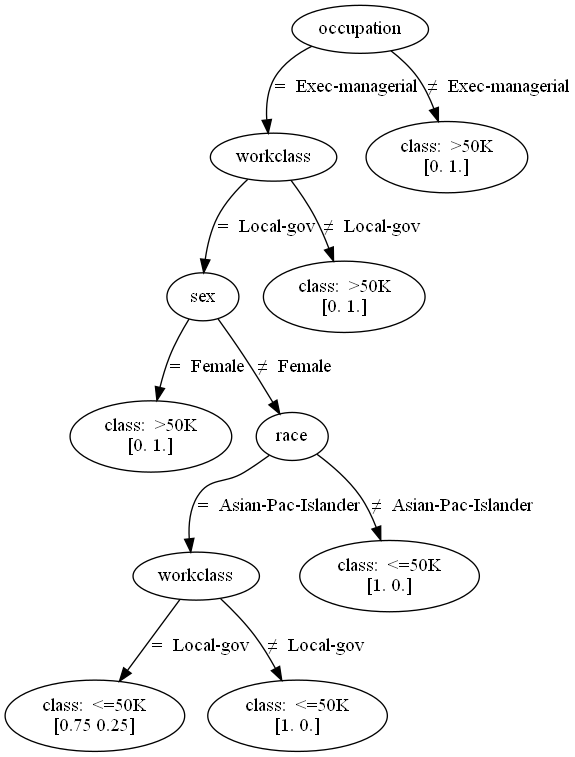 occupation
= Exec-managerial
≠ Exec-managerial
workclass
class: >50K
[0. 1.]
= Local-gov
≠ Local-gov
sex
class: >50K
[0. 1.]
= Female
≠ Female
class: >50K
[0. 1.]
race
= Asian-Pac-Islander
≠ Asian-Pac-Islander
workclass
class: <=50K
[1. 0.]
= Local-gov
≠ Local-gov
class: <=50K
[0.75 0.25]
class: <=50K
[1. 0.]